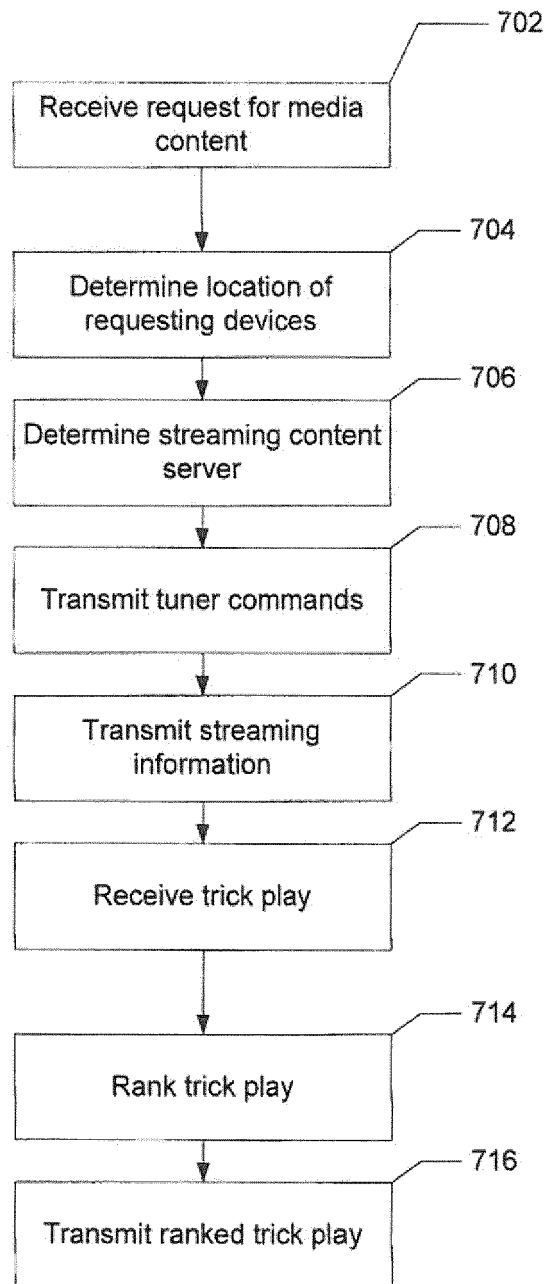 702
Receive request for media
content
704
Determine location of
requesting devices
706
Determine streaming content
server
708
Transmit tuner commands
710
Transmit streaming
information
712
Receive trick play
714
Rank trick play
716
Transmit ranked trick play